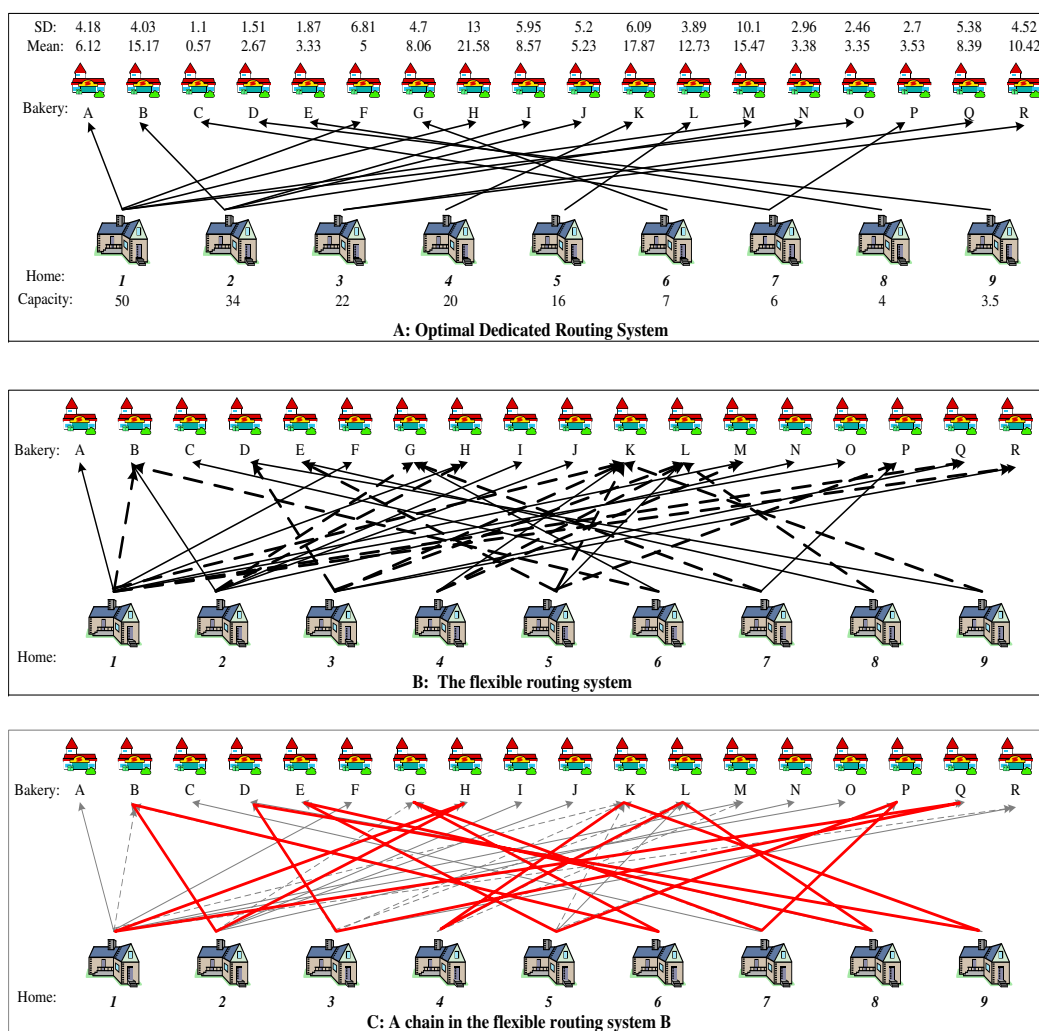 SD: 4.18 4.03 1.1 1.51 1.87 6.81 4.7 13 5.95 5.2 6.09 3.89 10.1 2.96 2.46 2.7 5.38 4.52
Mean: 6.12 15.17 0.57 2.67 3.33 5 8.06 21.58 8.57 5.23 17.87 12.73 15.47 3.38 3.35 3.53 8.39 10.42
Bakery: A B C D E F G H I J K L M N O P Q R
Home: 1 2 3 4 5 6 7 8 9
Capacity: 50 34 22 20 16 7 6 4 3.5
A: Optimal Dedicated Routing System
Bakery: A B C D E F G H I J K L M N O P Q R
Home: 1 2 3 4 5 6 7 8 9
B: The flexible routing system
Bakery: A B C D E F G H I J K L M N O P Q R
Home: 1 2 3 4 5 6 7 8 9
C: A chain in the flexible routing system B